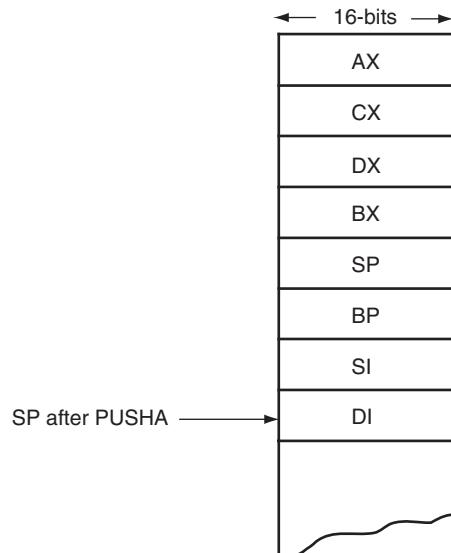 16-bits
AX
CX
DX
BX
SP
BP
SI
SP after PUSHA
DI